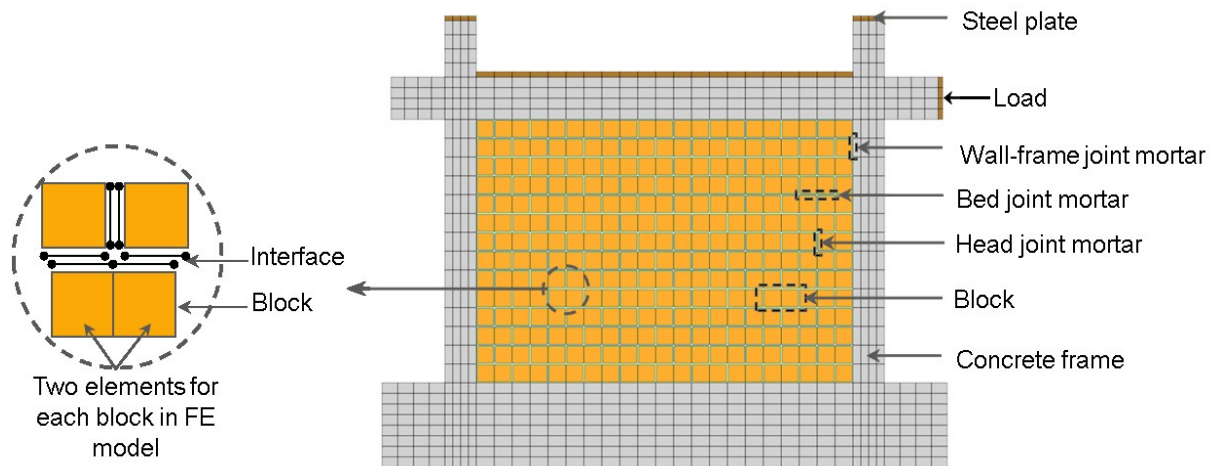 Steel plate
Load
Wall-frame joint mortar
Bed joint mortar
Head joint mortar
Block
Concrete frame
Interface
Block
Two elements for
each block in FE
model